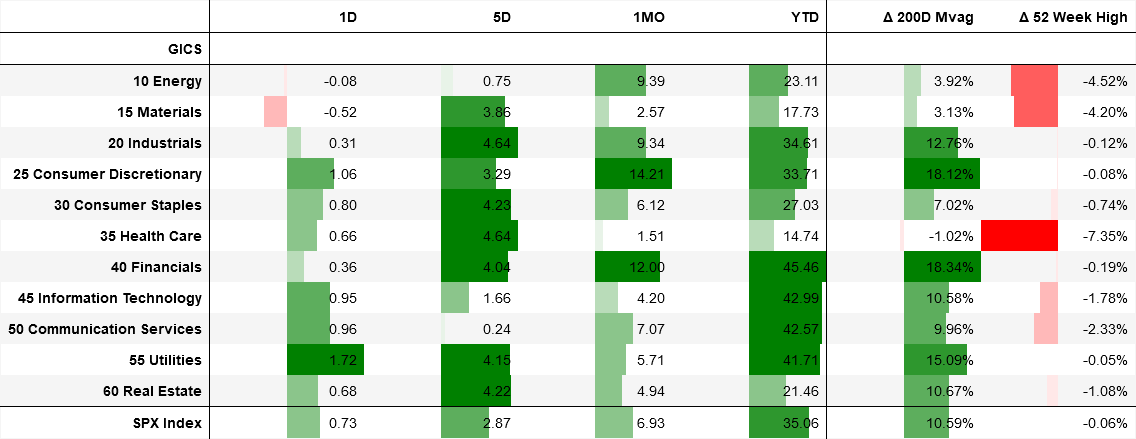 1D 5D 1MO YTD Δ 200D Mvag Δ 52 Week High
GICS
10 Energy -0.08 0.75 9.39 23.11 3.92% -4.52%
15 Materials -0.52 3.86 2.57 17.73 3.13% -4.20%
20 Industrials 0.31 4.64 9.34 34.61 12.76% -0.12%
25 Consumer Discretionary 1.06 3.29 14.21 33.71 18.12% -0.08%
30 Consumer Staples 0.80 4.23 6.12 27.03 7.02% -0.74%
35 Health Care 0.66 4.64 1.51 14.74 -1.02% -7.35%
40 Financials 0.36 4.04 12.00 45.46 18.34% -0.19%
45 Information Technology 0.95 1.66 4.20 42.99 10.58% -1.78%
50 Communication Services 0.96 0.24 7.07 42.57 9.96% -2.33%
55 Utilities 1.72 4.15 5.71 41.71 15.09% -0.05%
60 Real Estate 0.68 4.22 4.94 21.46 10.67% -1.08%
SPX Index 0.73 2.87 6.93 35.06 10.59% -0.06%